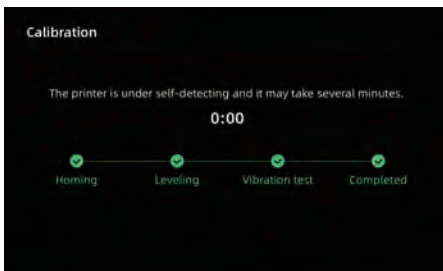 Calibration
The printer is under self-detecting and it may take several minutes.
0:00
Homing Leveling Vibration test Completed